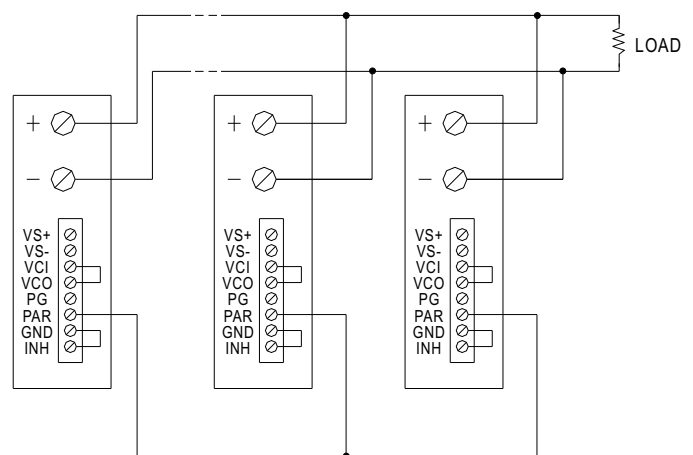 LOAD
+
+
+
−
−
−
VS+
VS-
VCI
VCO
PG
PAR
GND
INH
VS+
VS-
VCI
VCO
PG
PAR
GND
INH
VS+
VS-
VCI
VCO
PG
PAR
GND
INH